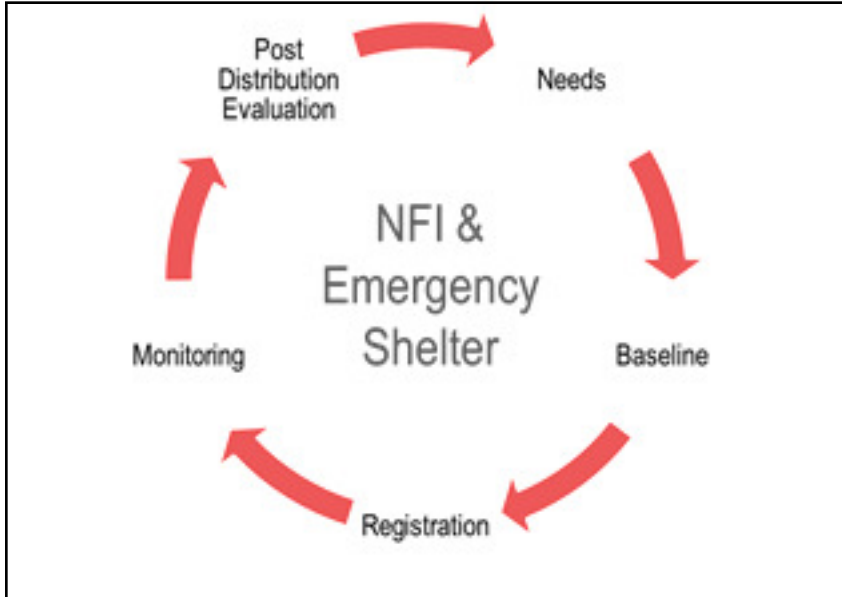 Post
Distribution
Evaluation
Needs
NFI &
Emergency
Shelter
Monitoring
Baseline
Registration